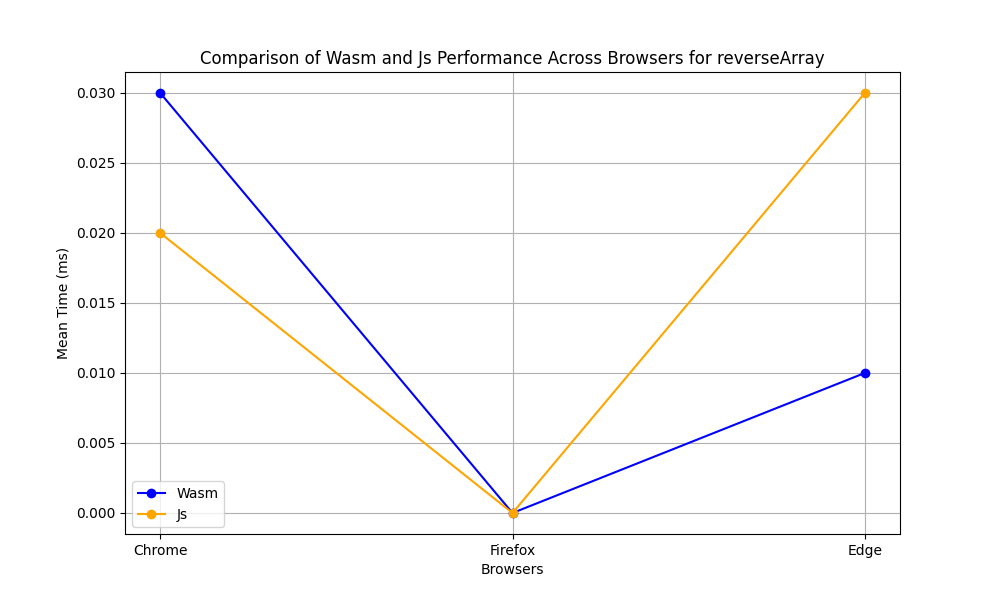 Comparison of Wasm and Js Performance Across Browsers for reverseArray
Mean Time (ms)
0.030
0.025
0.020
0.015
0.010
0.005
0.000
Wasm
Js
Chrome Firefox Edge
Browsers